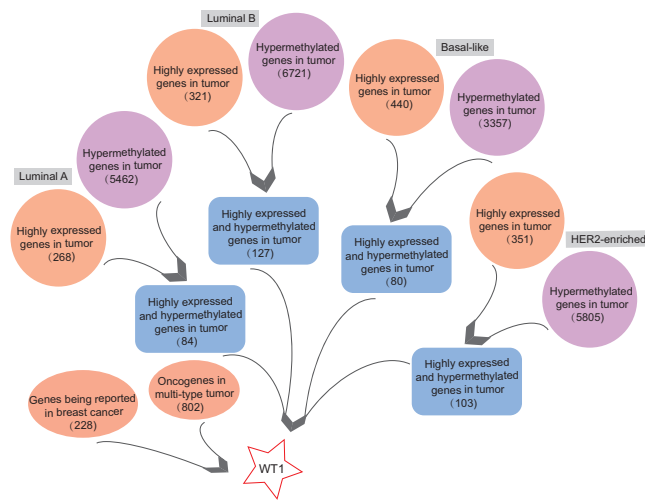 Luminal B
Highly expressed
genes in tumor
(321)
Hypermethylated
genes in tumor
(6721)
Basal-like
Highly expressed
genes in tumor
(440)
Hypermethylated
genes in tumor
(3357)
Luminal A
Hypermethylated
genes in tumor
(5462)
Highly expressed
genes in tumor
(268)
Highly expressed
and hypermethylated
genes in tumor
(127)
Highly expressed
and hypermethylated
genes in tumor
(80)
Highly expressed
genes in tumor
(351)
HER2-enriched
Hypermethylated
genes in tumor
(5805)
Highly expressed
and hypermethylated
genes in tumor
(84)
Highly expressed
and hypermethylated
genes in tumor
(103)
Genes being reported
in breast cancer
(228)
Oncogenes in
multi-type tumor
(802)
WT1